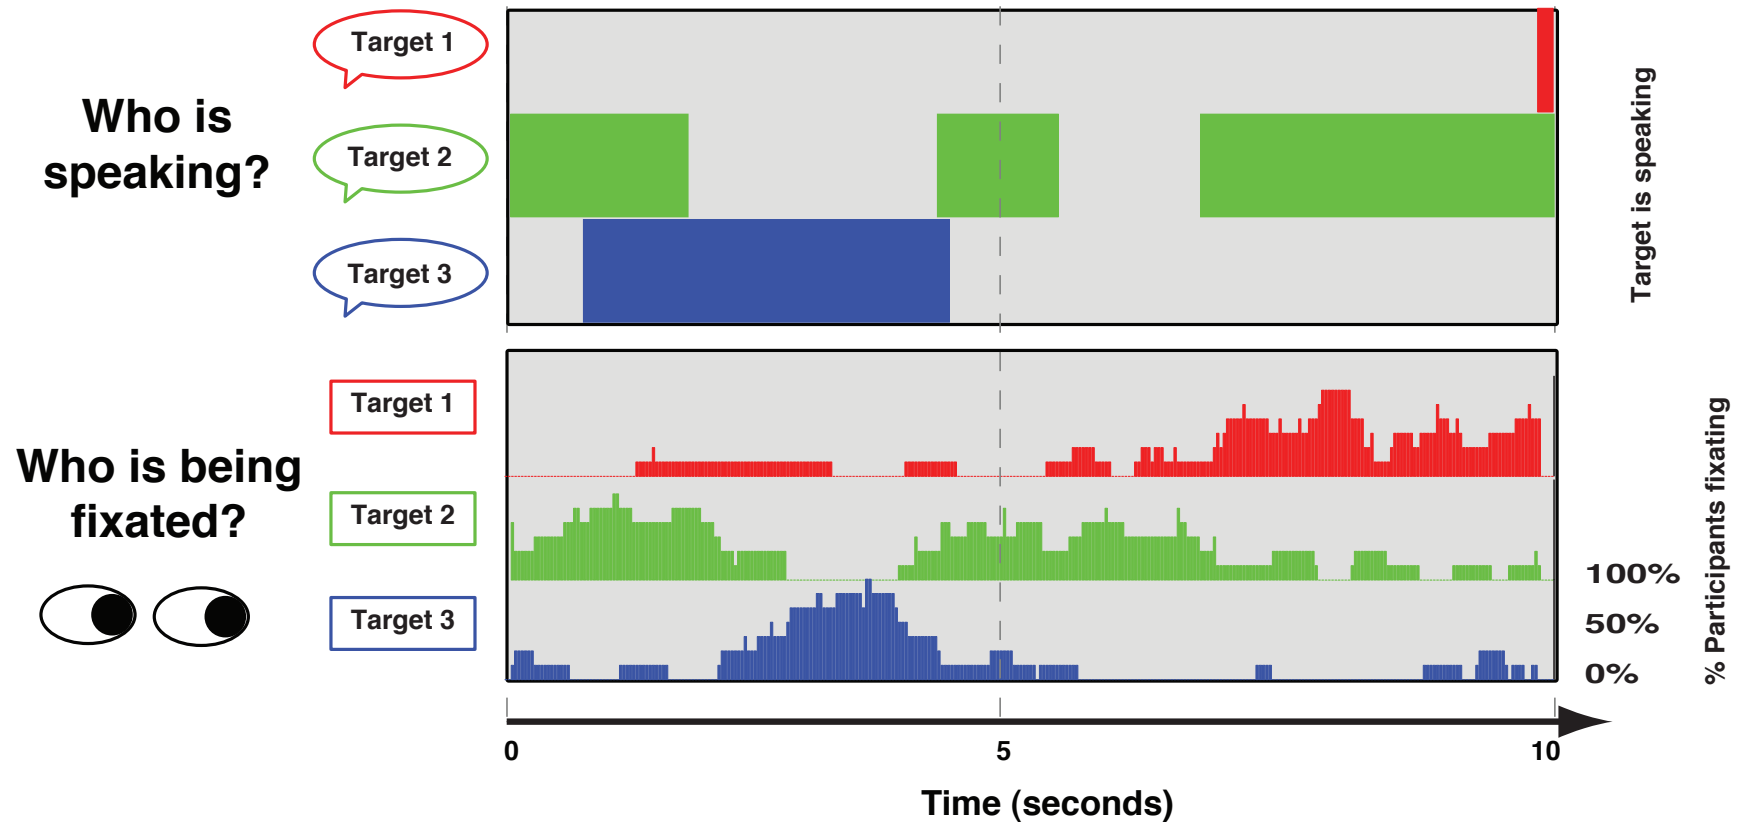 Who is
speaking?
Target 1
Target 2
Target 3
Target is speaking
Who is being
fixated?
Target 1
Target 2
Target 3
100%
50%
0%
% Participants fixating
0
5
10
Time (seconds)